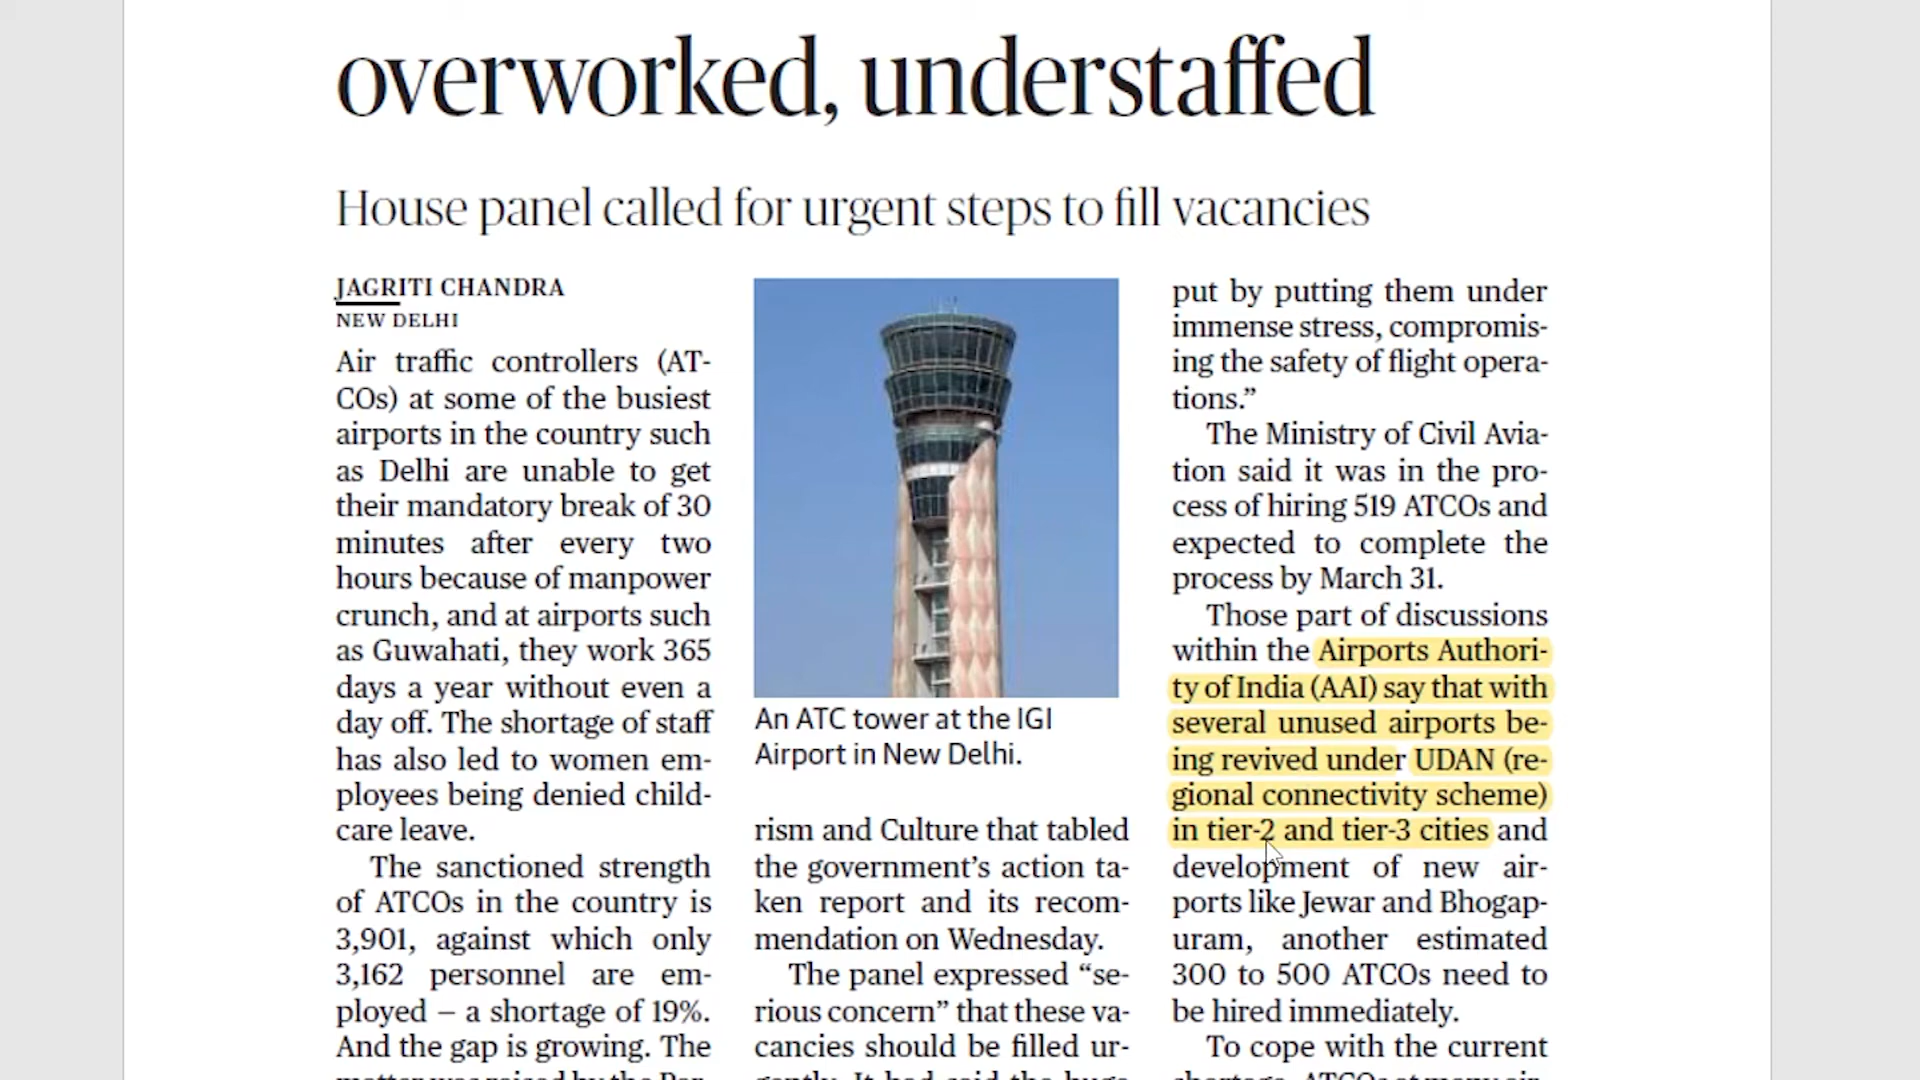 overworked, understaffed
House panel called for urgent steps to fill vacancies
JAGRITI CHANDRA
NEW DELHI
Air traffic controllers (AT-
COs) at some of the busiest
airports in the country such
as Delhi are unable to get
their mandatory break of 30
minutes after every two
hours because of manpower
crunch, and at airports such
as Guwahati, they work 365
days a year without even a
day off. The shortage of staff
has also led to women em-
ployees being denied child-
care leave.
The sanctioned strength
of ATCOs in the country is
3,901, against which only
3,162 personnel are em-
ployed – a shortage of 19%.
And the gap is growing. The
An ATC tower at the IGI
Airport in New Delhi.
rism and Culture that tabled
the government’s action ta-
ken report and its recom-
mendation on Wednesday.
The panel expressed “se-
rious concern” that these va-
cancies should be filled ur-
put by putting them under
immense stress, compromis-
ing the safety of flight opera-
tions.”
The Ministry of Civil Avia-
tion said it was in the pro-
cess of hiring 519 ATCOs and
expected to complete the
process by March 31.
Those part of discussions
within the Airports Authori-
ty of India (AAI) say that with
several unused airports be-
ing revived under UDAN (re-
gional connectivity scheme)
in tier-2 and tier-3 cities and
development of new air-
ports like Jewar and Bhogap-
uram, another estimated
300 to 500 ATCOs need to
be hired immediately.
To cope with the current